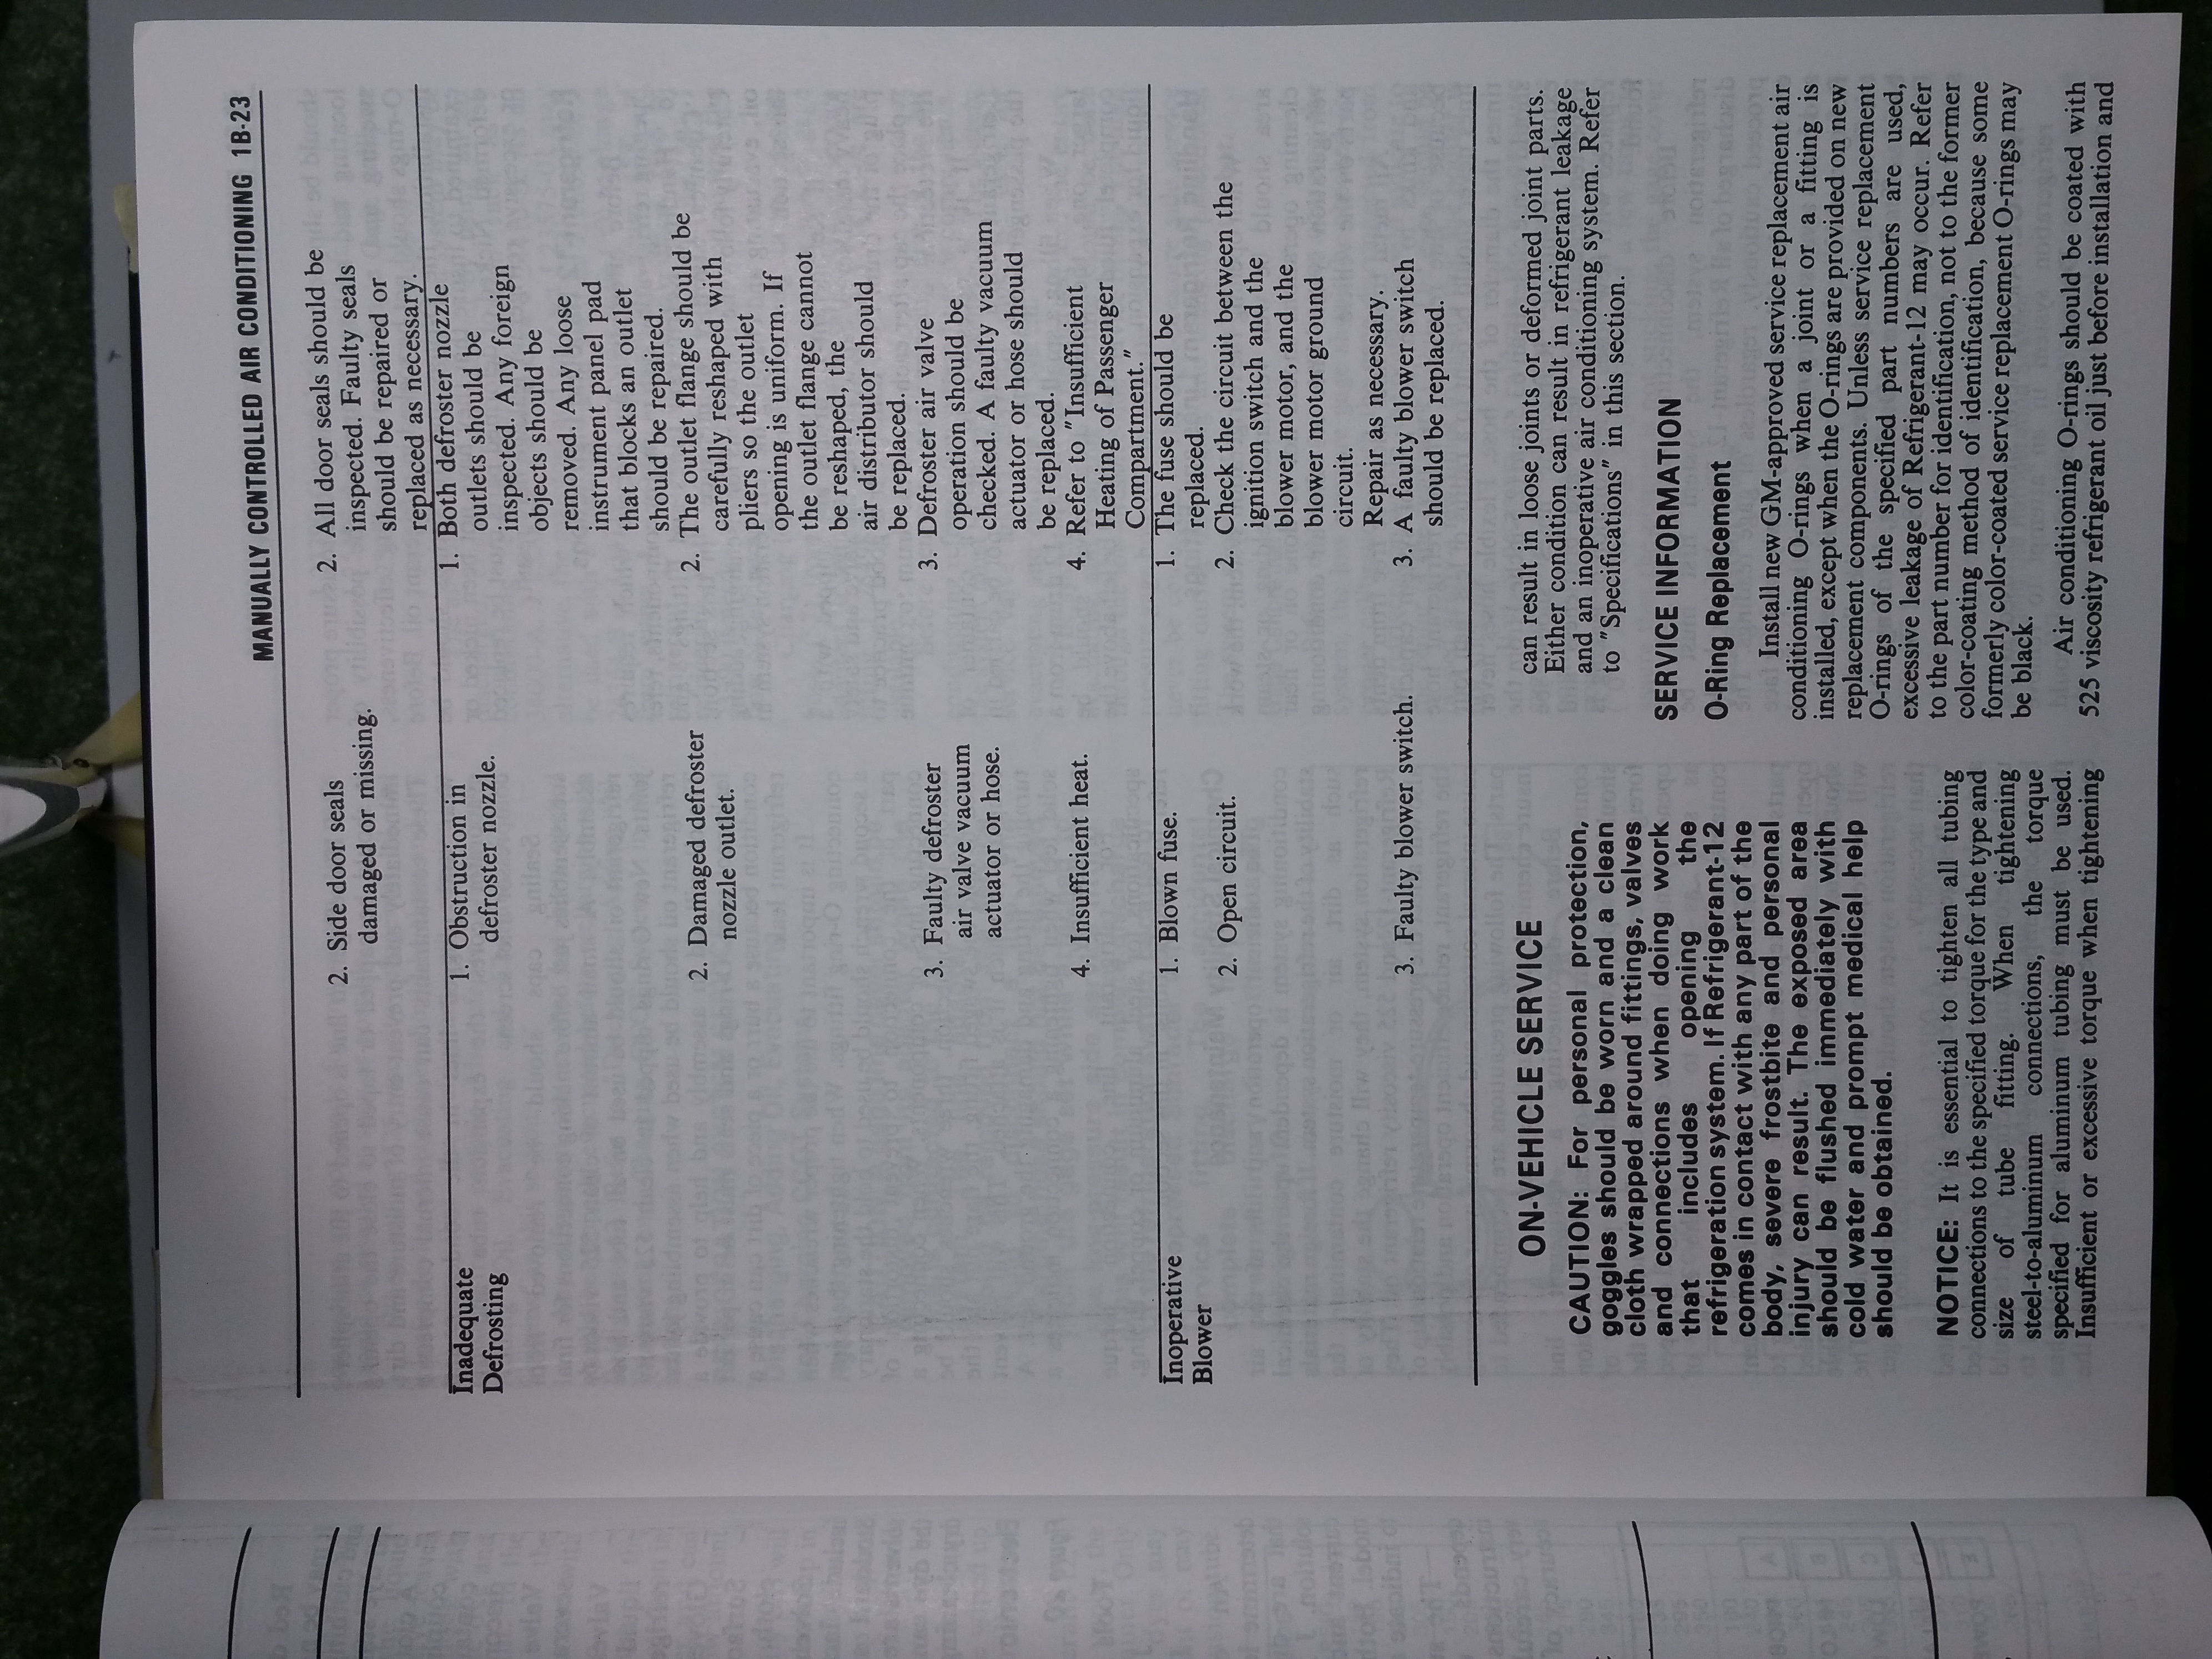 MANUALLY CONTROLLED AIR CONDITIONING 1B-23
2. Side door seals
damaged or missing.
2. All door seals should be
inspected. Faulty seals
should be repaired or
replaced as necessary.
Inadequate
Defrosting
1. Obstruction in
defroster nozzle.
1. Both defroster nozzle
outlets should be
inspected. Any foreign
objects should be
removed. Any loose
instrument panel pad
that blocks an outlet
should be repaired.
2. Damaged defroster
nozzle outlet.
2. The outlet flange should be
carefully reshaped with
pliers so the outlet
opening is uniform. If
the outlet flange cannot
be reshaped, the
air distributor should
be replaced.
3. Faulty defroster
air valve vacuum
actuator or hose.
3. Defroster air valve
operation should be
checked. A faulty vacuum
actuator or hose should
be replaced.
4. Insufficient heat.
4. Refer to "Insufficient
Heating of Passenger
Compartment."
Inoperative
Blower
1. Blown fuse.
1. The fuse should be
replaced.
2. Open circuit.
2. Check the circuit between the
ignition switch and the
blower motor, and the
blower motor ground
circuit.
Repair as necessary.
3. Faulty blower switch.
3. A faulty blower switch
should be replaced.
ON-VEHICLE SERVICE
CAUTION: For personal protection,
goggles should be worn and a clean
cloth wrapped around fittings, valves
and connections when doing work
that includes opening the
refrigeration system. If Refrigerant-12
comes in contact with any part of the
body, severe frostbite and personal
injury can result. The exposed area
should be flushed immediately with
cold water and prompt medical help
should be obtained.
NOTICE: It is essential to tighten all tubing
connections to the specified torque for the type and
size of tube fitting. When tightening
steel-to-aluminum connections, the torque
specified for aluminum tubing must be used.
Insufficient or excessive torque when tightening
can result in loose joints or deformed joint parts.
Either condition can result in refrigerant leakage
and an inoperative air conditioning system. Refer
to "Specifications" in this section.
SERVICE INFORMATION
O-Ring Replacement
Install new GM-approved service replacement air
conditioning O-rings when a joint or a fitting is
installed, except when the O-rings are provided on new
replacement components. Unless service replacement
O-rings of the specified part numbers are used,
excessive leakage of Refrigerant-12 may occur. Refer
to the part number for identification, not to the former
color-coating method of identification, because some
formerly color-coated service replacement O-rings may
be black.
Air conditioning O-rings should be coated with
525 viscosity refrigerant oil just before installation and